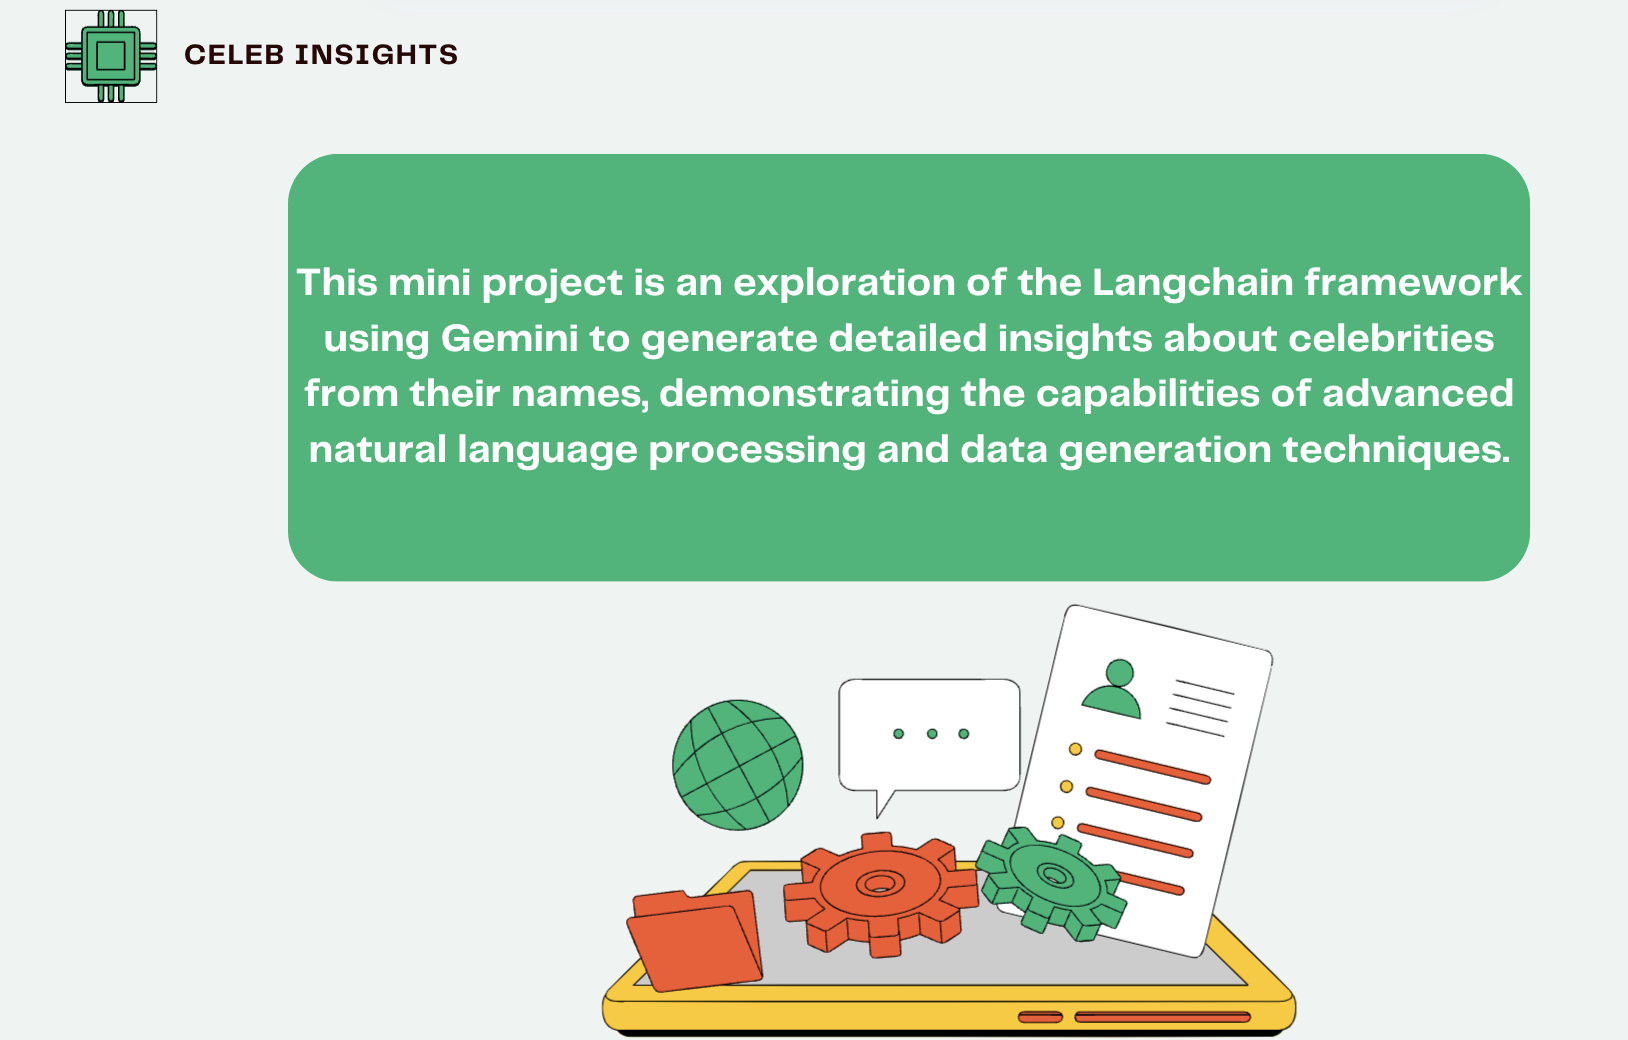 CELEB INSIGHTS
This mini project is an exploration of the Langchain framework
using Gemini to generate detailed insights about celebrities
from their names, demonstrating the capabilities of advanced
natural language processing and data generation techniques.